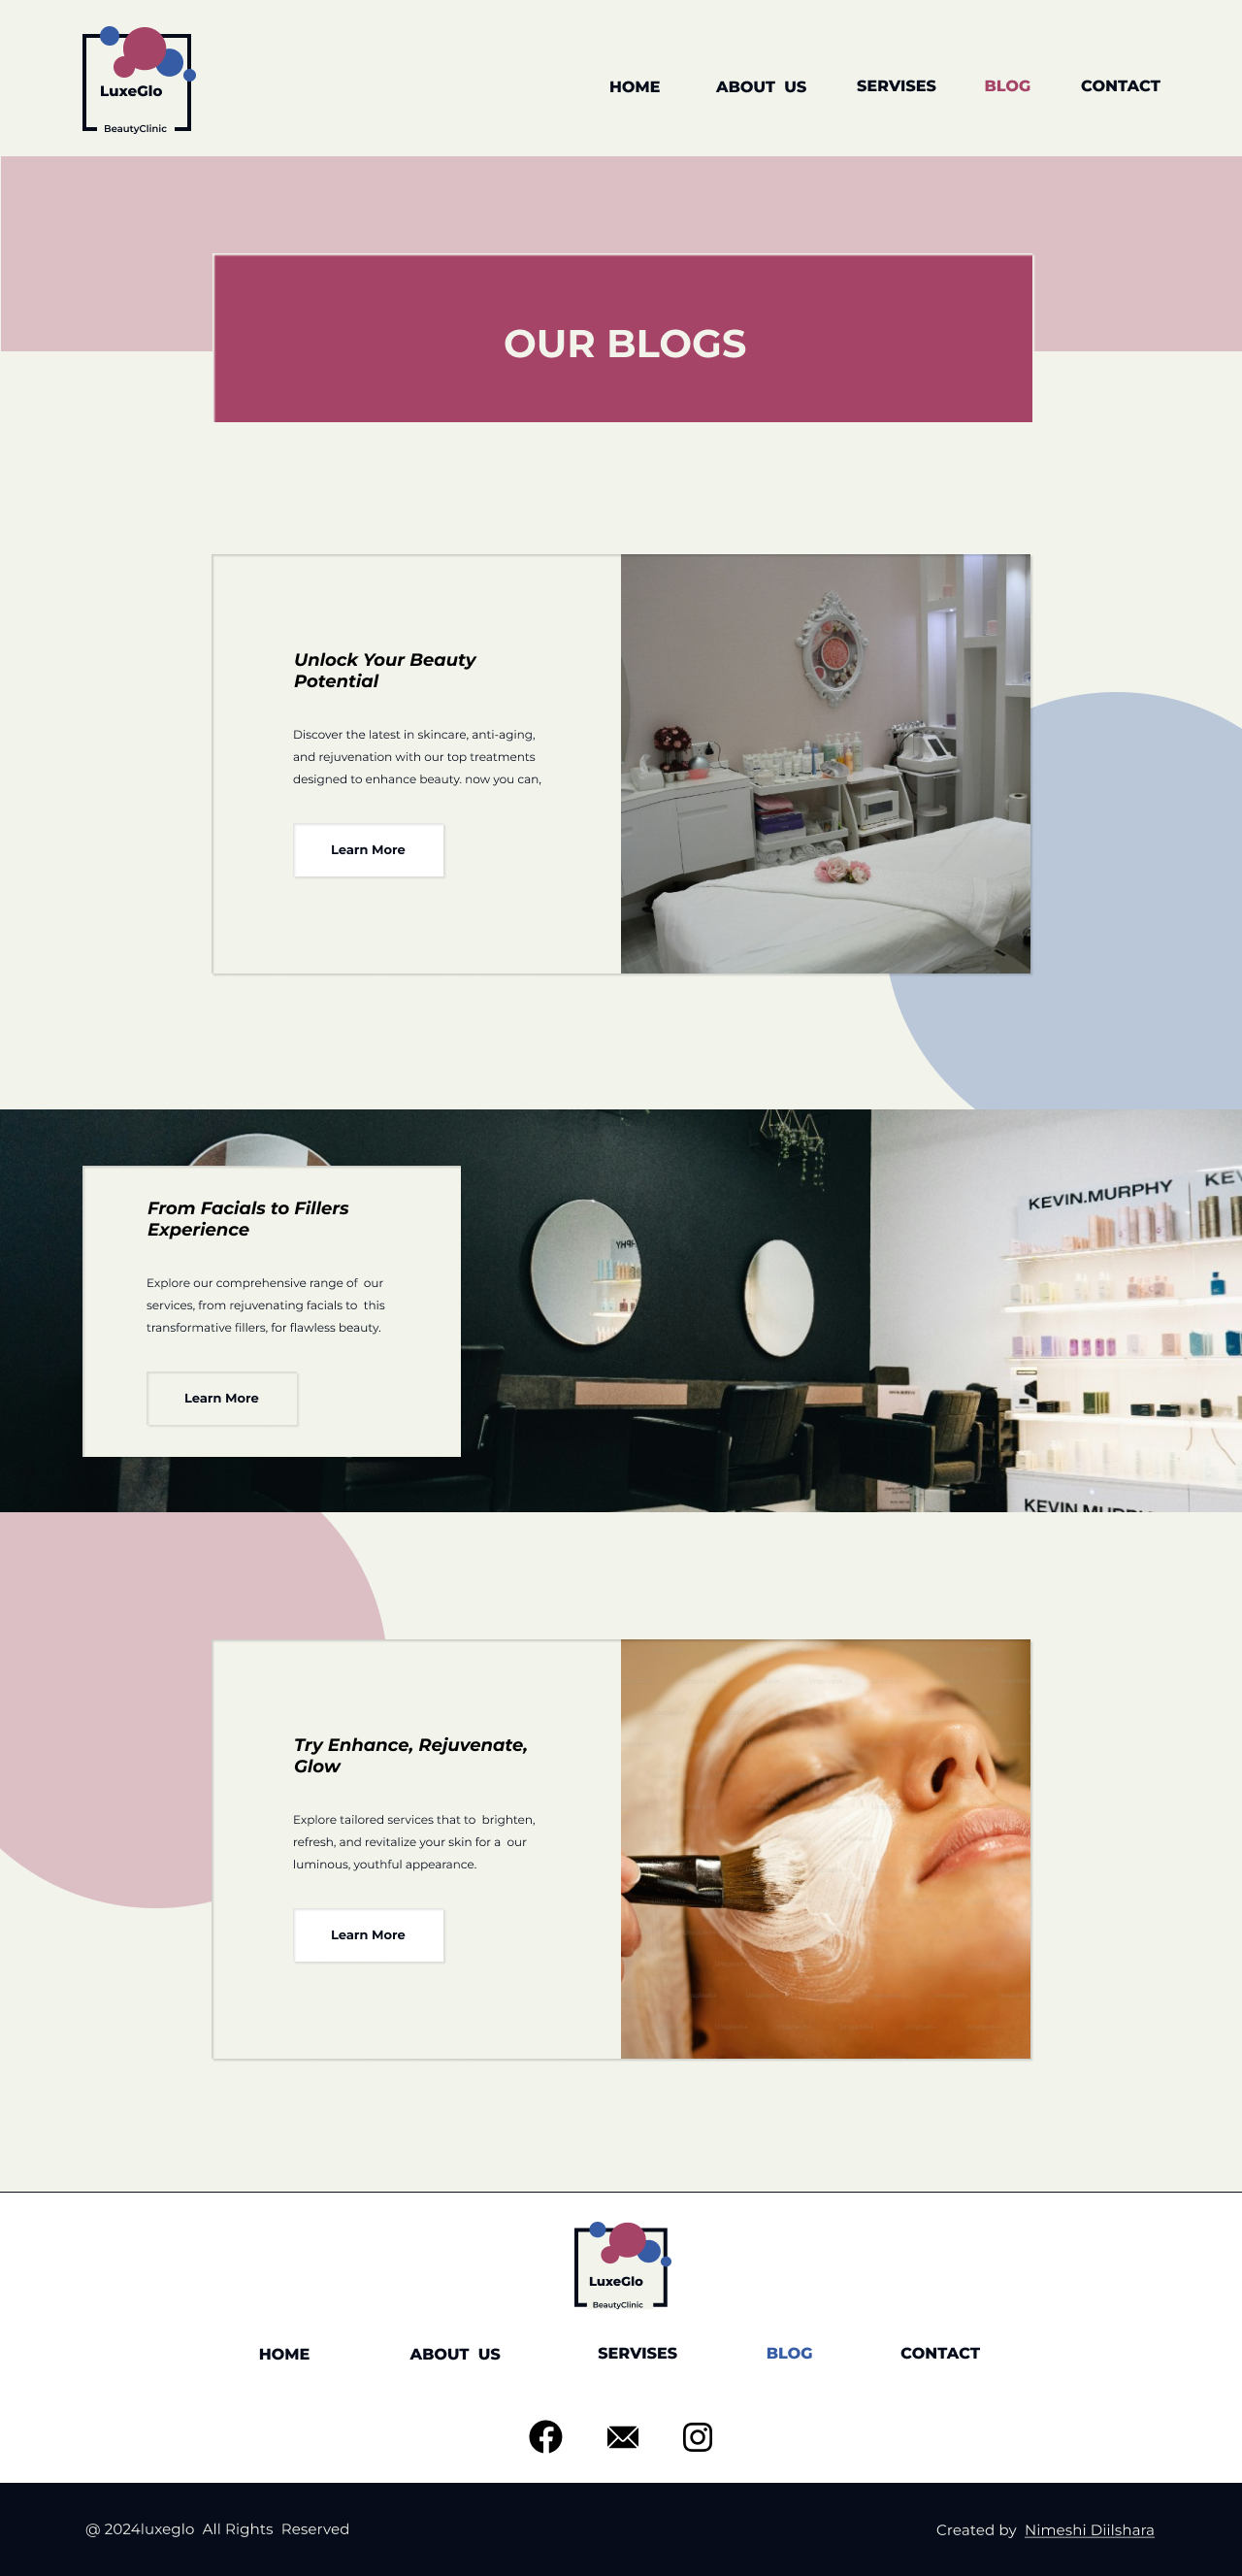 LuxeGlo
BeautyClinic
HOME ABOUT US SERVISES BLOG CONTACT
OUR BLOGS
Unlock Your Beauty
Potential
Discover the latest in skincare, anti-aging,
and rejuvenation with our top treatments
designed to enhance beauty. now you can,
Learn More
From Facials to Fillers
Experience
Explore our comprehensive range of our
services, from rejuvenating facials to this
transformative fillers, for flawless beauty.
Learn More
KEVIN.MURPHY
KEV
KEVIN.MURPHY
Try Enhance, Rejuvenate,
Glow
Explore tailored services that to brighten,
refresh, and revitalize your skin for a our
luminous, youthful appearance.
Learn More
LuxeGlo
BeautyClinic
HOME ABOUT US SERVISES BLOG CONTACT
@ 2024luxeglo All Rights Reserved
Created by Nimeshi Diilshara